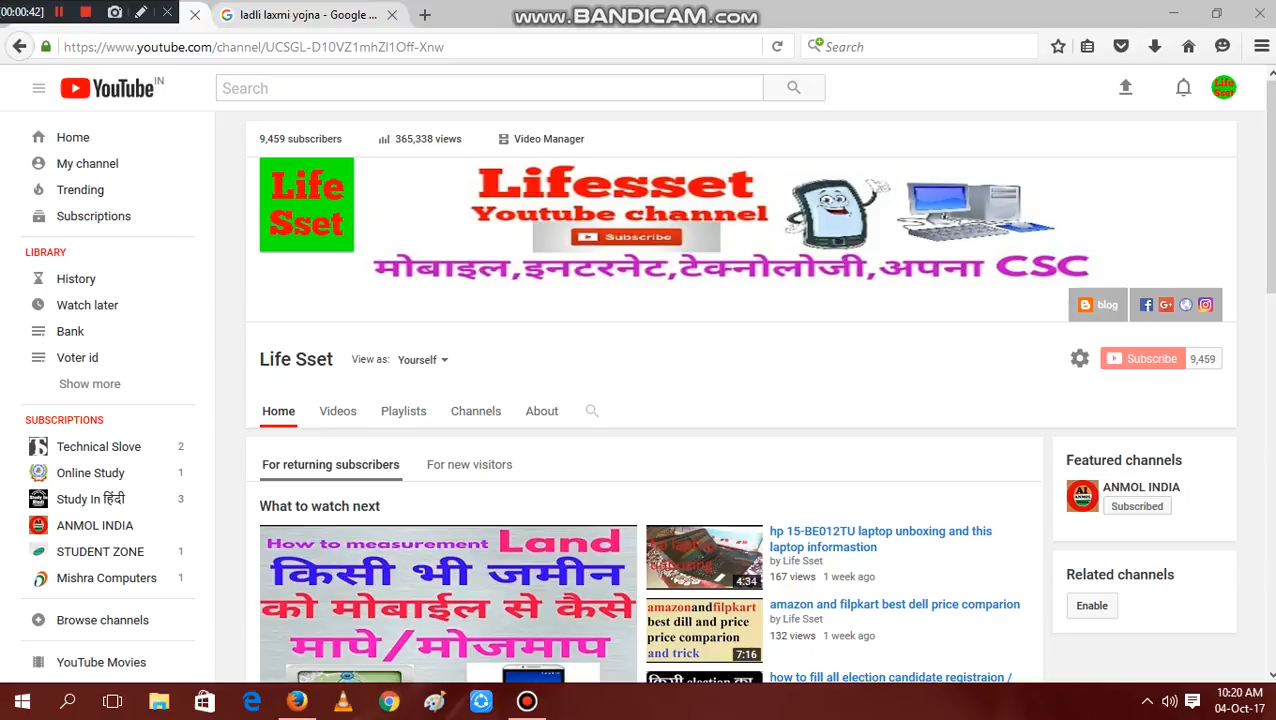 00:00:42
ladli laxmi yojna - Google ...
www.BANDICAM.com
https://www.youtube.com/channel/UCSGL-D10VZ1mhZI1Off-Xnw
Search
YouTube IN
Search
Home
My channel
Trending
Subscriptions
LIBRARY
History
Watch later
Bank
Voter id
Show more
SUBSCRIPTIONS
Technical Slove 2
Online Study 1
Study In हिंदी 3
ANMOL INDIA
STUDENT ZONE 1
Mishra Computers 1
Browse channels
YouTube Movies
9,459 subscribers
365,338 views
Video Manager
Life
Sset
Lifesset
Youtube channel
Subscribe
मोबाइल,इनटरनेट,टेक्नोलोजी,अपना CSC
blog
Life Sset
View as: Yourself
Subscribe 9,459
Home
Videos
Playlists
Channels
About
For returning subscribers
For new visitors
What to watch next
How to measurement Land
किसी भी जमीन
को मोबाईल से कैसे
मापे/मोजमाप
4:34
hp 15-BE012TU laptop unboxing and this
laptop informastion
by Life Sset
167 views 1 week ago
amazonandfilpkart
best dill and price
price comparion
and trick
7:16
amazon and filpkart best dell price comparion
by Life Sset
132 views 1 week ago
how to fill all election candidate registraion /
Featured channels
ANMOL INDIA
Subscribed
Related channels
Enable
10:20 AM
04-Oct-17